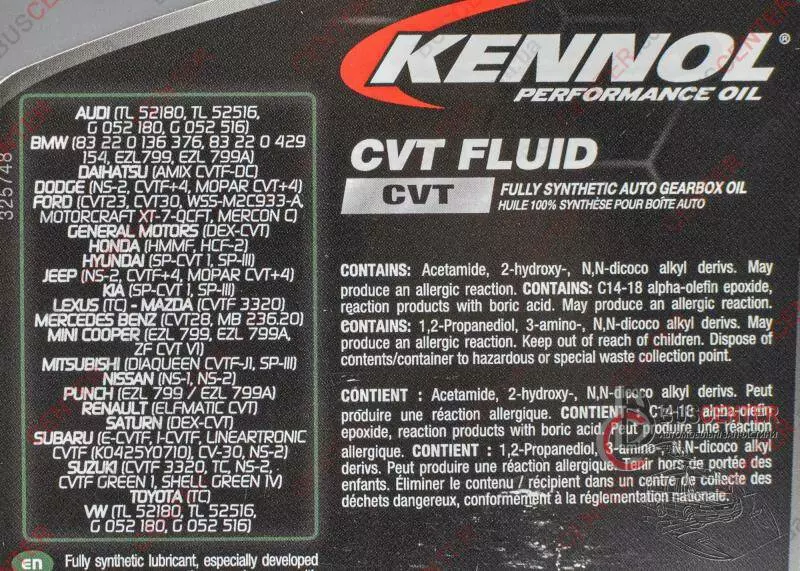 KENNOL®
PERFORMANCE OIL
CVT FLUID
CVT
FULLY SYNTHETIC AUTO GEARBOX OIL
HUILE 100% SYNTHÈSE POUR BOÎTE AUTO
325748
AUDI (TL 52180, TL 52516,
G 052 180, G 052 516)
BMW (83 22 0 136 376, 83 22 0 429
154, EZL799, EZL 799A)
DAIHATSU (AMIX CVTF-DC)
DODGE (NS-2, CVTF+4, MOPAR CVT+4)
FORD (CVT23, CVT30, WSS-M2C933-A,
MOTORCRAFT XT-7-QCFT, MERCON C)
GENERAL MOTORS (DEX-CVT)
HONDA (HMMF, HCF-2)
HYUNDAI (SP-CVT 1, SP-III)
JEEP (NS-2, CVTF+4, MOPAR CVT+4)
KIA (SP-CVT 1, SP-III)
LEXUS (TC) - MAZDA (CVTF 3320)
MERCEDES BENZ (CVT28, MB 236.20)
MINI COOPER (EZL 799, EZL 799A,
ZF CVT V1)
MITSUBISHI (DIAQUEEN CVTF-J1, SP-III)
NISSAN (NS-1, NS-2)
PUNCH (EZL 799 / EZL 799A)
RENAULT (ELFMATIC CVT)
SATURN (DEX-CVT)
SUBARU (E-CVTF, I-CVTF, LINEARTRONIC
CVTF (K0425Y0710), CV-30, NS-2)
SUZUKI (CVTF 3320, TC, NS-2,
CVTF GREEN 1, SHELL GREEN 1V)
TOYOTA (TC)
VW (TL 52180, TL 52516,
G 052 180, G 052 516)
CONTAINS: Acetamide, 2-hydroxy-, N,N-dicoco alkyl derivs. May
produce an allergic reaction. CONTAINS: C14-18 alpha-olefin epoxide,
reaction products with boric acid. May produce an allergic reaction.
CONTAINS: 1,2-Propanediol, 3-amino-, N,N-dicoco alkyl derivs. May
produce an allergic reaction. Keep out of reach of children. Dispose of
contents/container to hazardous or special waste collection point.
CONTIENT : Acetamide, 2-hydroxy-, N,N-dicoco alkyl derivs. Peut
produire une réaction allergique. CONTIENT : C14-18 alpha-olefin
epoxide, reaction products with boric acid. Peut produire une réaction
allergique. CONTIENT : 1,2-Propanediol, 3-amino-, N,N-dicoco alkyl
derivs. Peut produire une réaction allergique. Tenir hors de portée des
enfants. Éliminer le contenu / récipient dans un centre de collecte des
déchets dangereux, conformément à la réglementation nationale.
en Fully synthetic lubricant, especially developed
BUSCENTER